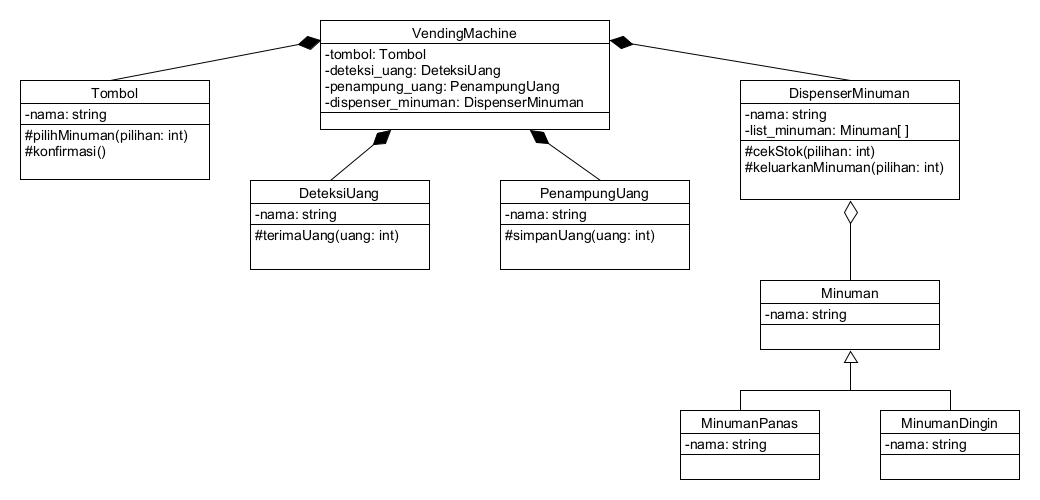 VendingMachine
-tombol: Tombol
-deteksi_uang: DeteksiUang
-penampung_uang: PenampungUang
-dispenser_minuman: DispenserMinuman
Tombol
-nama: string
#pilihMinuman(pilihan: int)
#konfirmasi()
DispenserMinuman
-nama: string
-list_minuman: Minuman[ ]
#cekStok(pilihan: int)
#keluarkanMinuman(pilihan: int)
DeteksiUang
-nama: string
#terimaUang(uang: int)
PenampungUang
-nama: string
#simpanUang(uang: int)
Minuman
-nama: string
MinumanPanas
-nama: string
MinumanDingin
-nama: string